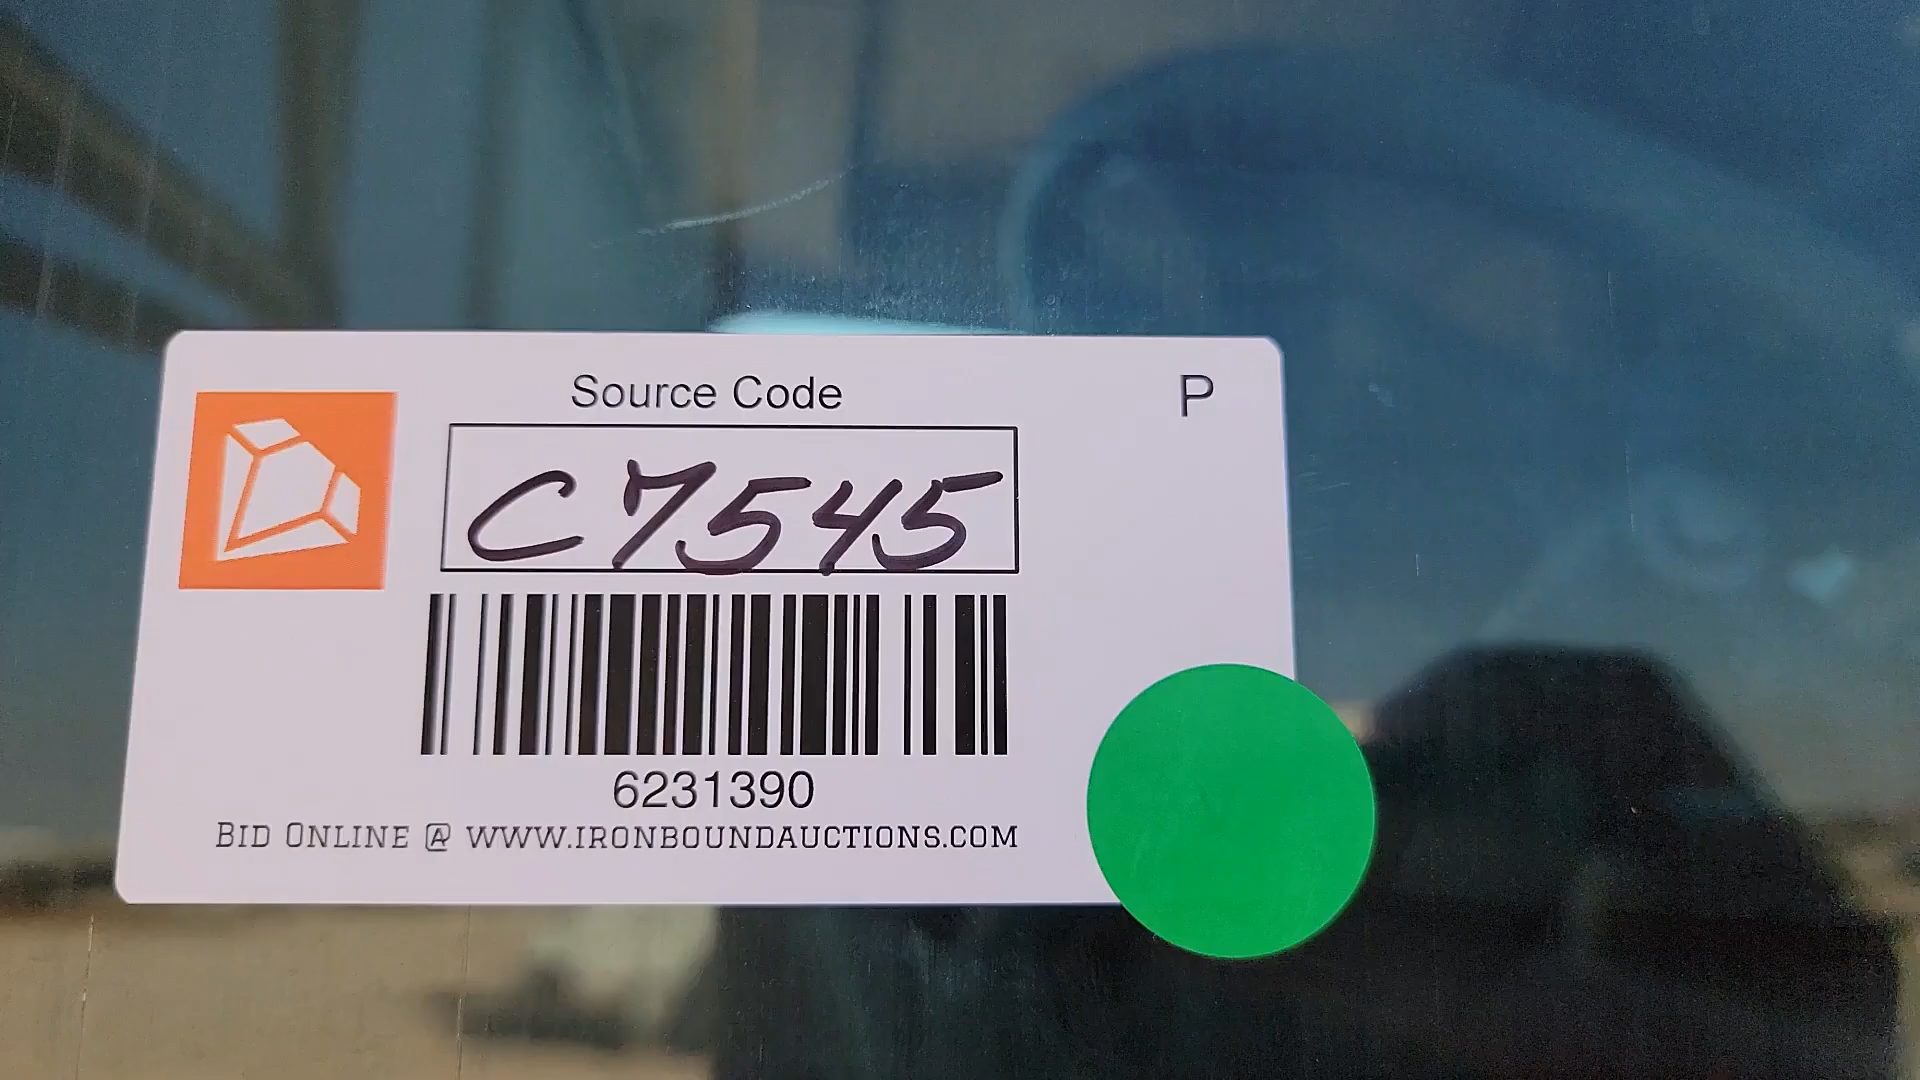 Source Code
P
C7545
6231390
BID ONLINE @ WWW.IRONBOUNDAUCTIONS.COM